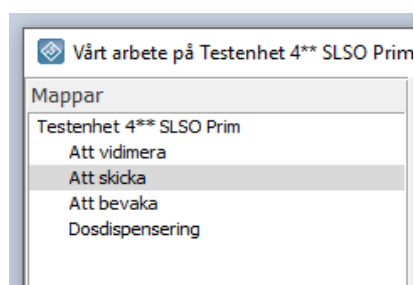 Vårt arbete på Testenhet 4** SLSO Prim
Mappar
Testenhet 4** SLSO Prim
Att vidimera
Att skicka
Att bevaka
Dosdispensering